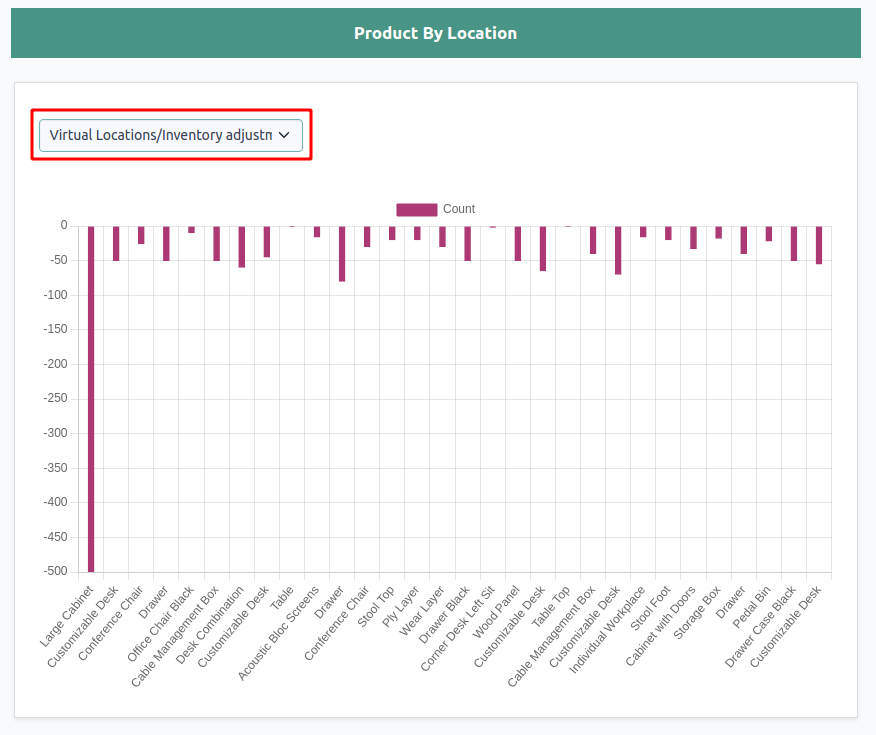 Product By Location
Virtual Locations/Inventory adjustm
Count
0
-50
-100
-150
-200
-250
-300
-350
-400
-450
-500
Large Cabinet
Customizable Desk
Conference Chair
Drawer
Office Chair Black
Cable Management Box
Desk Combination
Customizable Desk
Table
Acoustic Bloc Screens
Drawer
Conference Chair
Stool Top
Ply Layer
Wear Layer
Drawer Black
Corner Desk Left Sit
Wood Panel
Customizable Desk
Table Top
Cable Management Box
Customizable Desk
Individual Workplace
Stool Foot
Cabinet with Doors
Storage Box
Drawer
Pedal Bin
Drawer Case Black
Customizable Desk